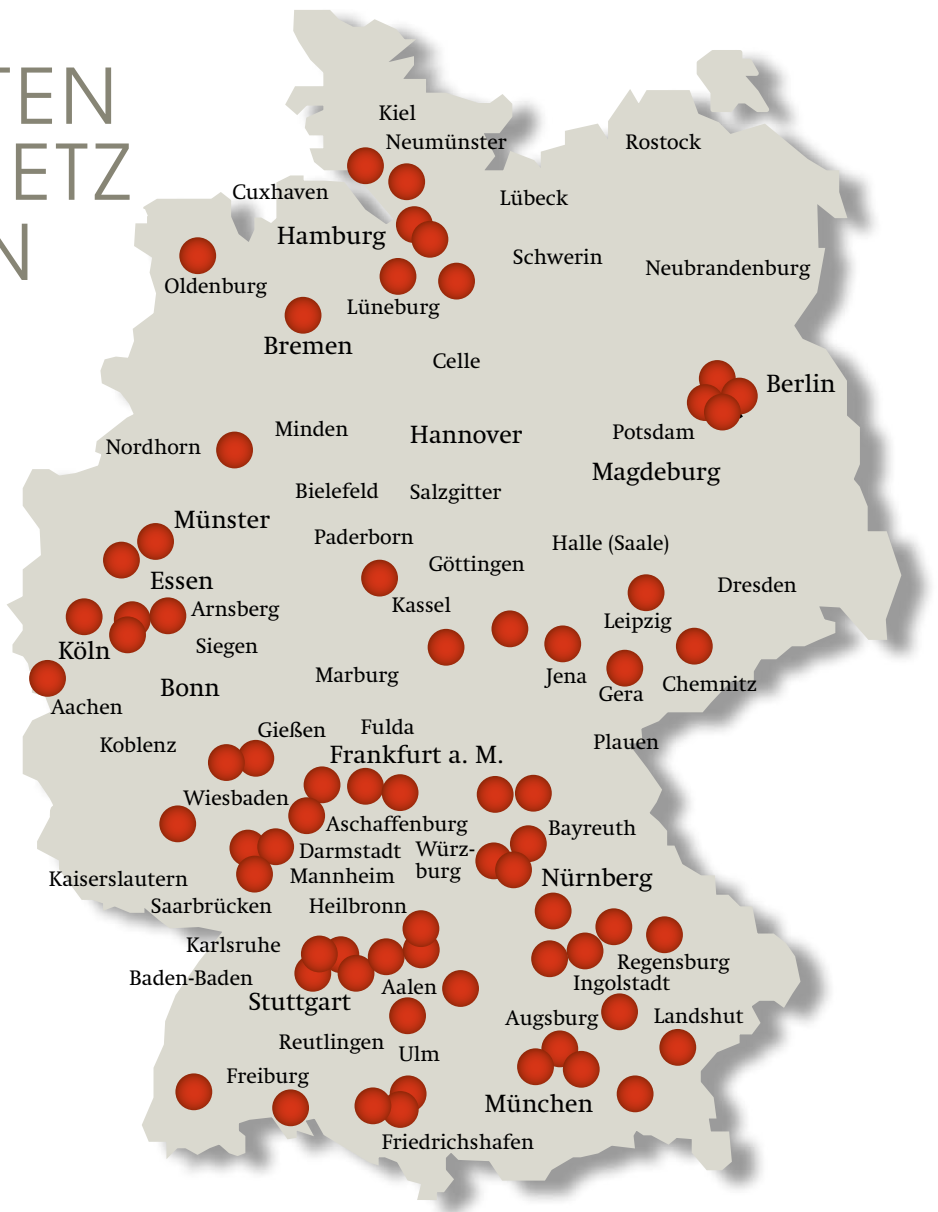 TEN
ETZ
N
Kiel
Neumünster
Rostock
Cuxhaven
Lübeck
Hamburg
Schwerin
Neubrandenburg
Oldenburg
Lüneburg
Bremen
Celle
Berlin
Minden
Hannover
Potsdam
Nordhorn
Magdeburg
Bielefeld
Salzgitter
Münster
Paderborn
Halle (Saale)
Göttingen
Essen
Dresden
Kassel
Arnsberg
Leipzig
Siegen
Köln
Marburg
Jena
Bonn
Gera
Chemnitz
Aachen
Gießen
Fulda
Koblenz
Plauen
Frankfurt a. M.
Wiesbaden
Aschaffenburg
Bayreuth
Darmstadt
Würz-
burg
Mannheim
Kaiserslautern
Nürnberg
Saarbrücken
Heilbronn
Karlsruhe
Regensburg
Baden-Baden
Ingolstadt
Aalen
Stuttgart
Augsburg
Landshut
Reutlingen
Ulm
Freiburg
München
Friedrichshafen